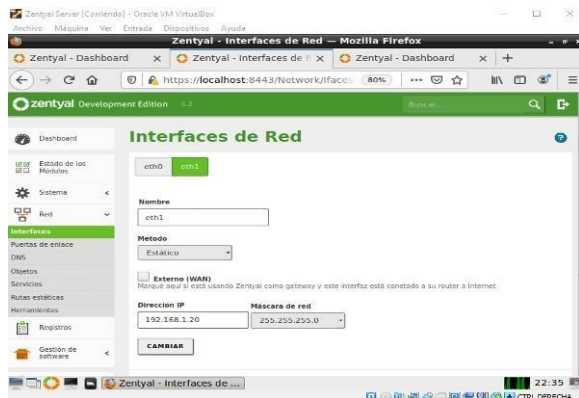 Zentyal Server [Corriendo] - Oracle VM VirtualBox
Archivo Máquina Ver Entrada Dispositivos Ayuda
Zentyal - Interfaces de Red — Mozilla Firefox
Zentyal - Dashboard
Zentyal - Interfaces de R
Zentyal - Dashboard
https://localhost:8443/Network/Ifaces
80%
zentyal Development Edition 6.2
Buscar...
Dashboard
Estado de los Módulos
Sistema
Red
Interfaces
Puertas de enlace
DNS
Objetos
Servicios
Rutas estáticas
Herramientas
Registros
Gestión de software
Interfaces de Red
eth0 eth1
Nombre
eth1
Método
Estático
Externo (WAN)
Marque aquí si está usando Zentyal como gateway y este interfaz está conetado a su router a Internet
Dirección IP Máscara de red
192.168.1.20 255.255.255.0
CAMBIAR
Zentyal - Interfaces de ...
22:35
CTRL DERECHA